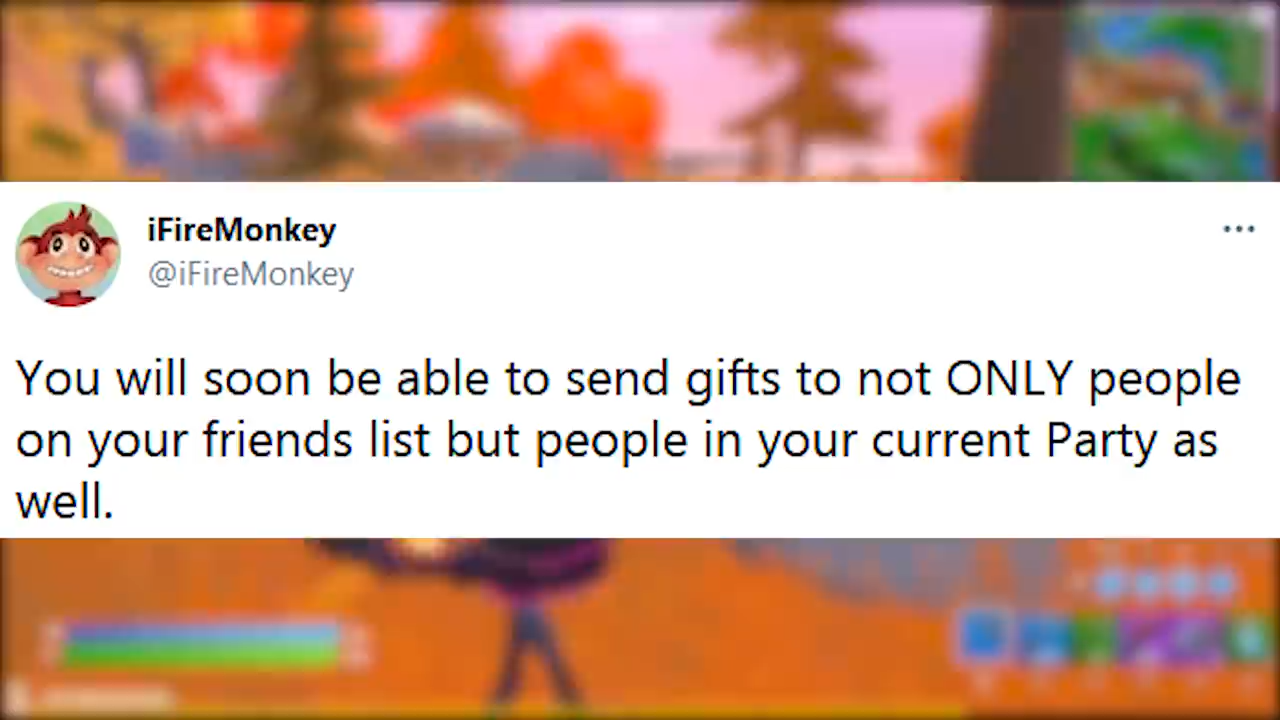 iFireMonkey
@iFireMonkey
You will soon be able to send gifts to not ONLY people
on your friends list but people in your current Party as
well.